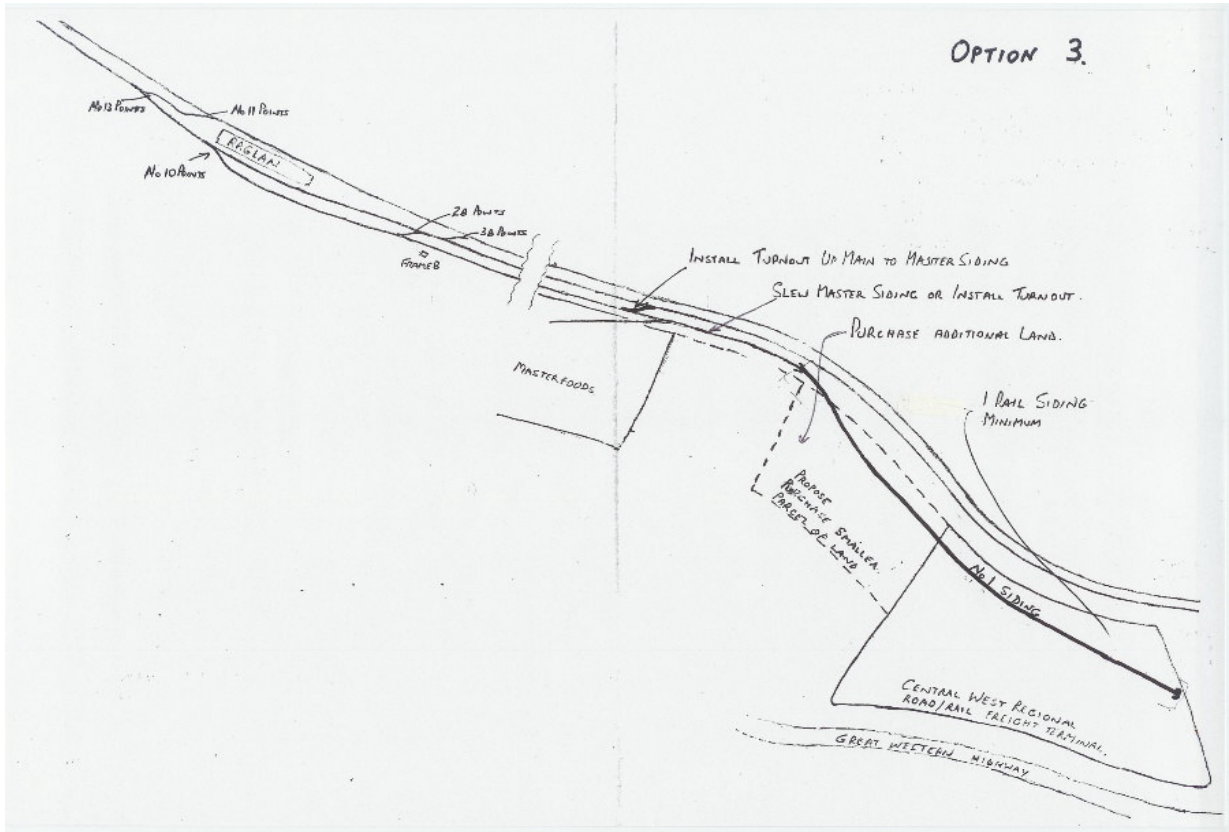 OPTION 3.
No 13 POINTS
No 11 POINTS
RAGLAN
No 10 POINTS
2B POINTS
3B POINTS
FRAME B
INSTALL TURNOUT UP MAIN TO MASTER SIDING
SLEW MASTER SIDING OR INSTALL TURNOUT.
PURCHASE ADDITIONAL LAND.
MASTERFOODS
1 RAIL SIDING
MINIMUM
PROPOSE
PURCHASE SMALLER
PARCEL OF LAND
No 1 SIDING
CENTRAL WEST REGIONAL
ROAD/RAIL FREIGHT TERMINAL.
GREAT WESTERN HIGHWAY